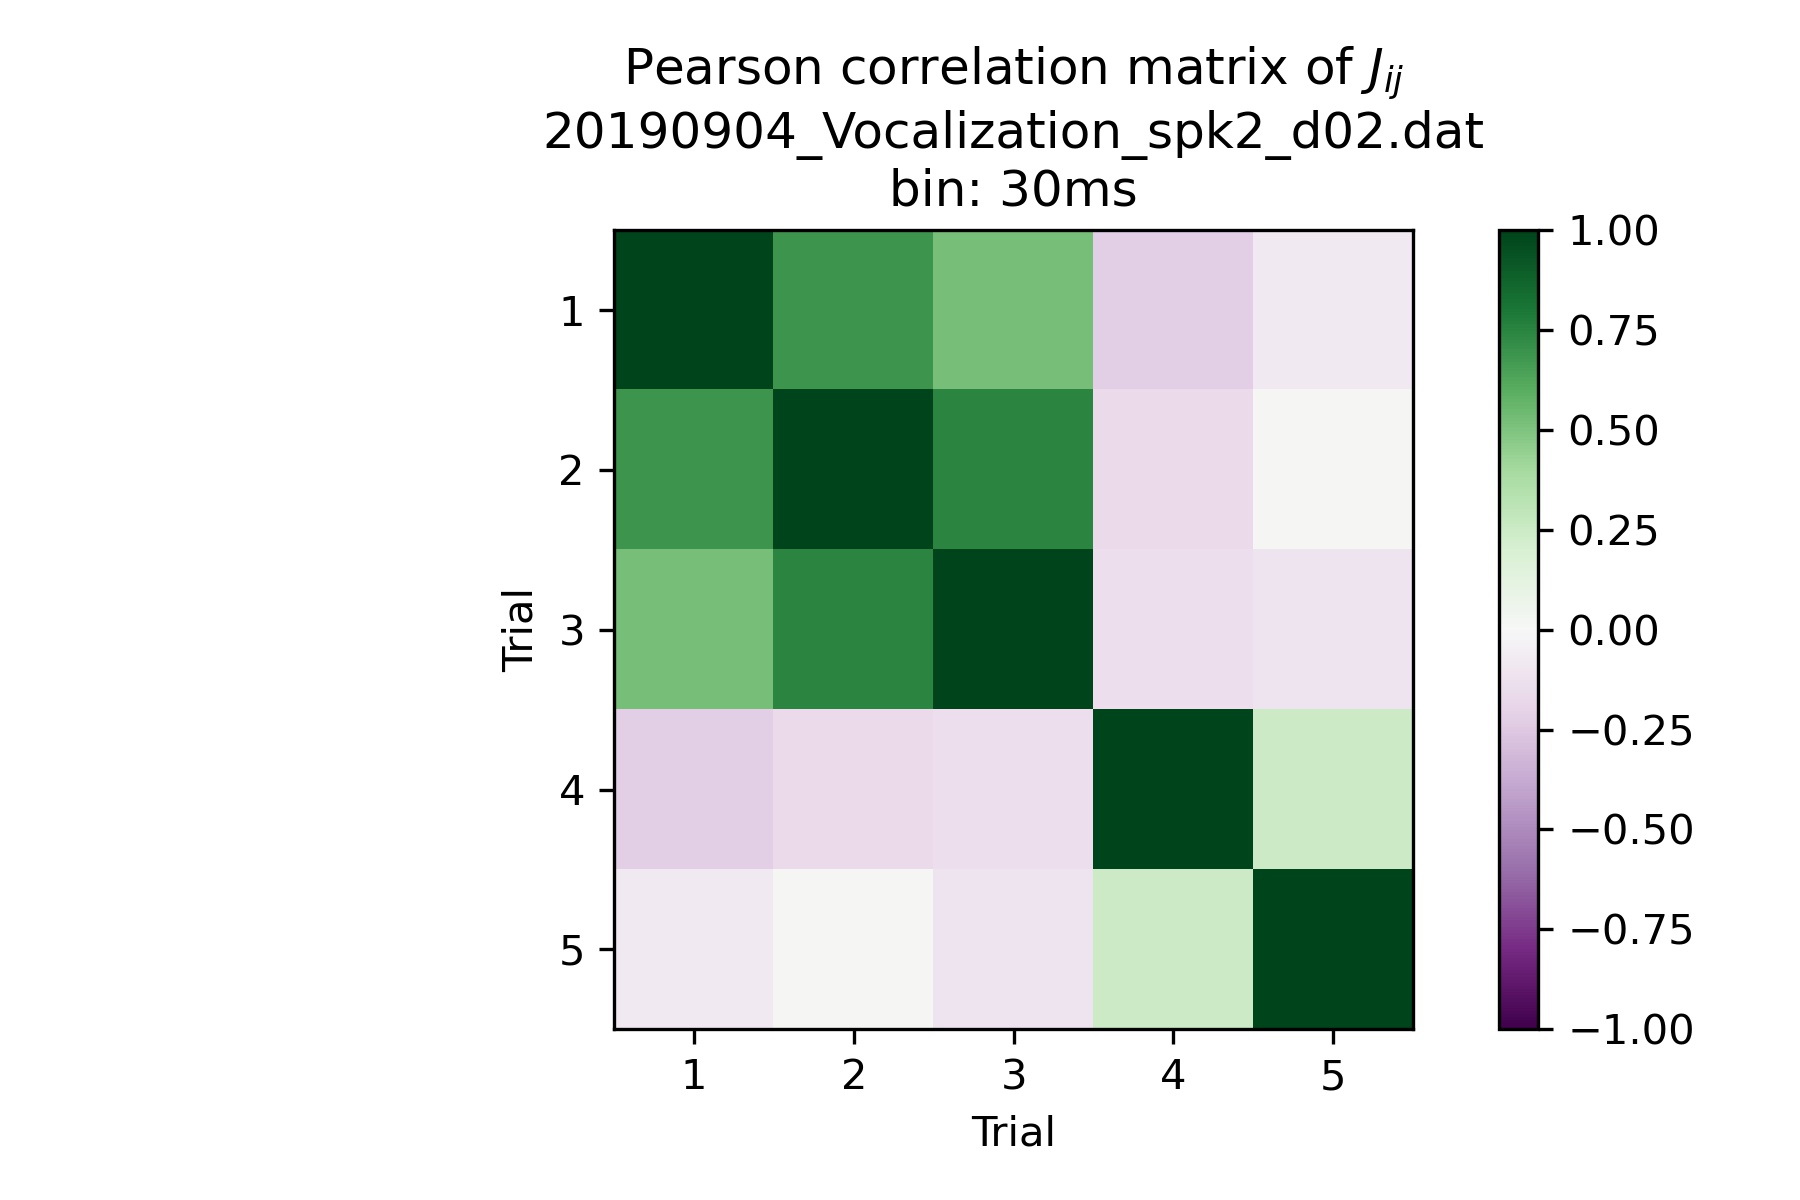 Pearson correlation matrix of J_ij
20190904_Vocalization_spk2_d02.dat
bin: 30ms
Trial
1
2
3
4
5
1 2 3 4 5
Trial
1.00
0.75
0.50
0.25
0.00
−0.25
−0.50
−0.75
−1.00